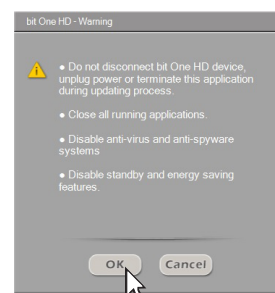 bit One HD - Warning
● Do not disconnect bit One HD device,
unplug power or terminate this application
during updating process.
● Close all running applications.
● Disable anti-virus and anti-spyware
systems
● Disable standby and energy saving
features.
OK
Cancel